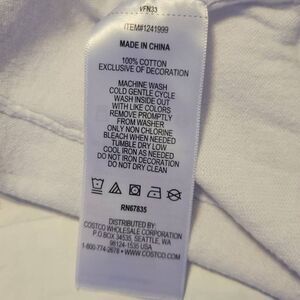 VFN33
ITEM#1241999
MADE IN CHINA
100% COTTON
EXCLUSIVE OF DECORATION
MACHINE WASH
COLD GENTLE CYCLE
WASH INSIDE OUT
WITH LIKE COLORS
REMOVE PROMPTLY
FROM WASHER
ONLY NON CHLORINE
BLEACH WHEN NEEDED
TUMBLE DRY LOW
COOL IRON AS NEEDED
DO NOT IRON DECORATION
DO NOT DRY CLEAN
RN67835
DISTRIBUTED BY:
COSTCO WHOLESALE CORPORATION
P.O BOX 34535, SEATTLE, WA
98124-1535 USA
1-800-774-2678 • WWW.COSTCO.COM